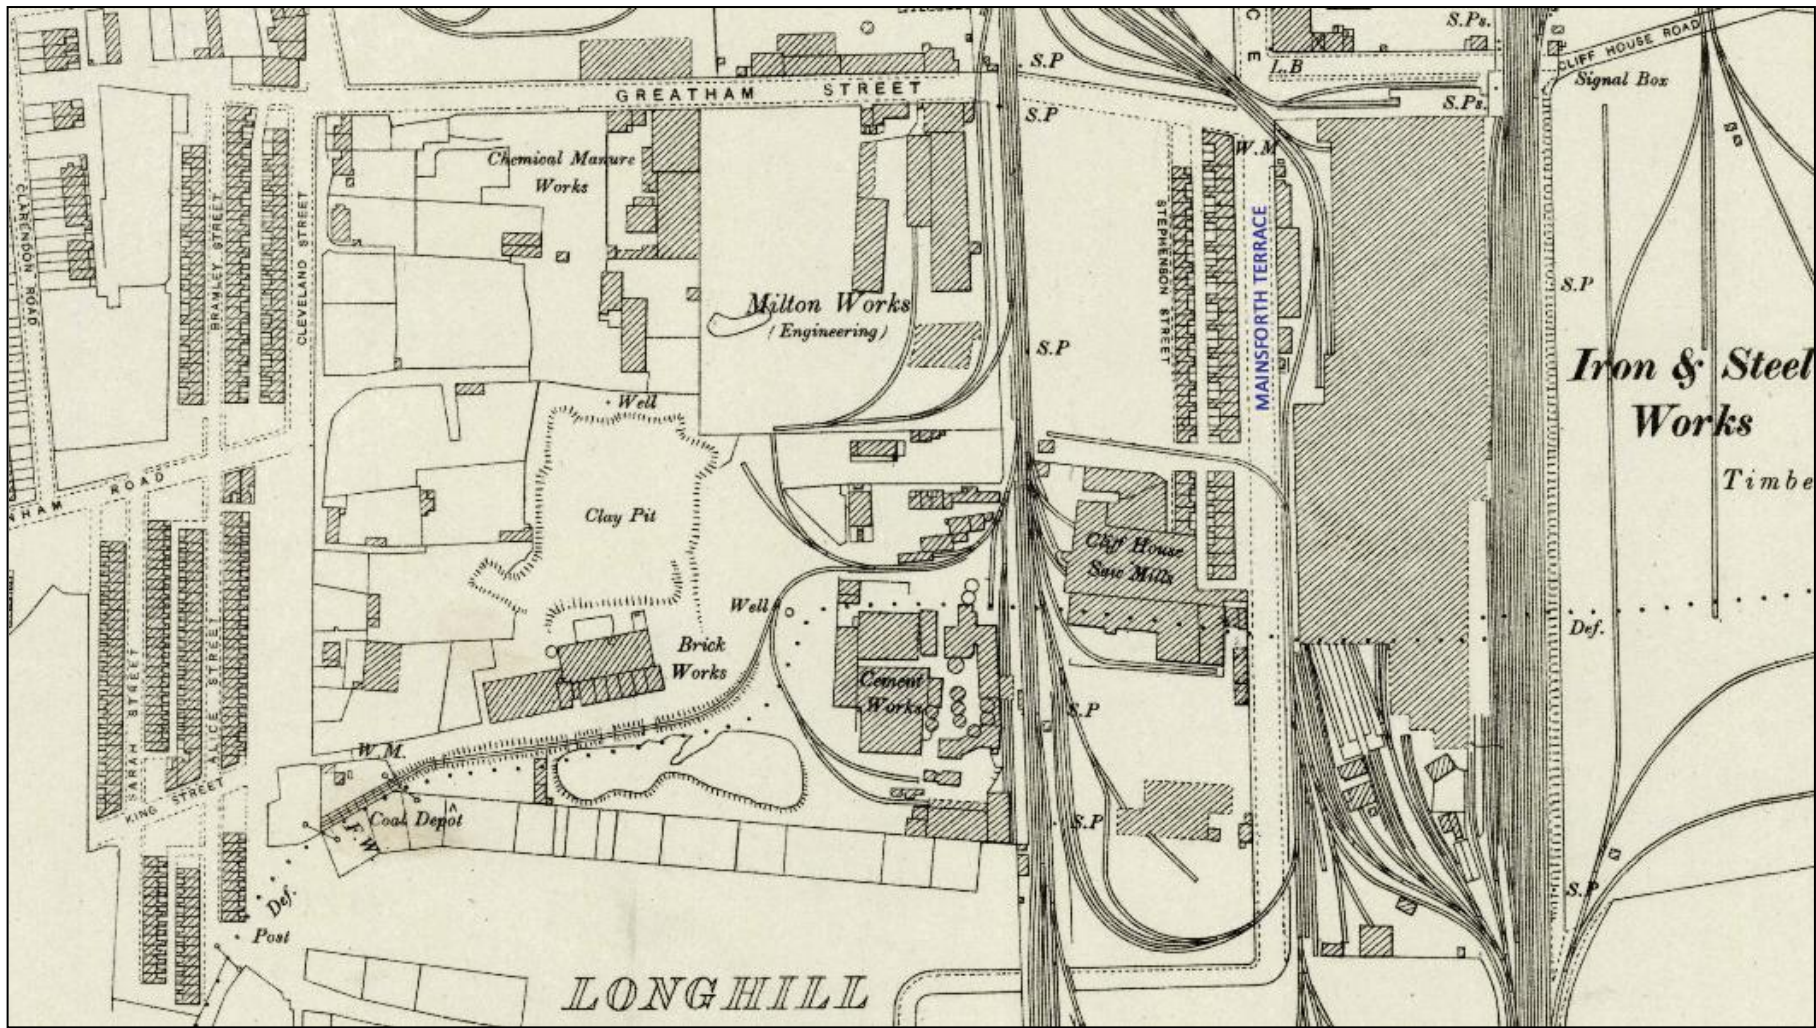 C E
S.Ps.
CLIFF HOUSE ROAD
S.P
L.B
Signal Box
GREATHAM STREET
S.Ps.
S.P
W.M
Chemical Manure
Works
CLARENDON ROAD
BRAMLEY STREET
CLEVELAND STREET
STEPHENSON STREET
MAINSFORTH TERRACE
S.P
Milton Works
(Engineering)
S.P
Iron & Steel
Works
Well
Timbe
ROAD
HAM
Clay Pit
Cliff House
Saw Mills
Well
Def.
Brick
Works
SARAH STREET
ALICE STREET
Cement
Works
S.P
W.M.
KING STREET
Coal Depot
F.W
S.P
S.P
Def.
Post
LONGHILL